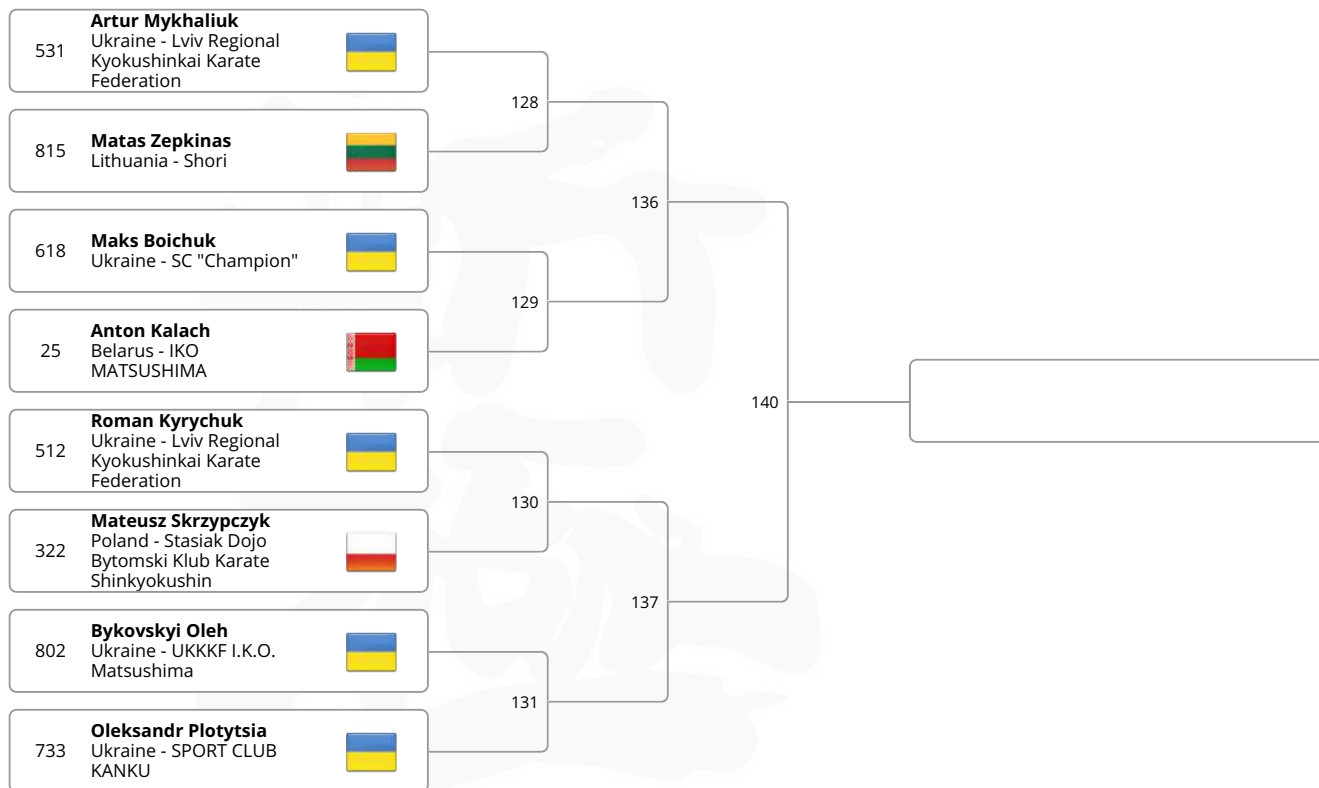 531
Artur Mykhaliuk
Ukraine - Lviv Regional
Kyokushinkai Karate
Federation
815
Matas Zepkinas
Lithuania - Shori
618
Maks Boichuk
Ukraine - SC "Champion"
25
Anton Kalach
Belarus - IKO
MATSUSHIMA
512
Roman Kyrychuk
Ukraine - Lviv Regional
Kyokushinkai Karate
Federation
322
Mateusz Skrzypczyk
Poland - Stasiak Dojo
Bytomski Klub Karate
Shinkyokushin
802
Bykovskyi Oleh
Ukraine - UKKKF I.K.O.
Matsushima
733
Oleksandr Plotytsia
Ukraine - SPORT CLUB
KANKU
128
129
130
131
136
137
140